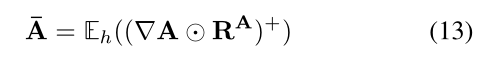 Ā = 𝔼ₕ((∇A ⊙ Rᴬ)⁺) (13)